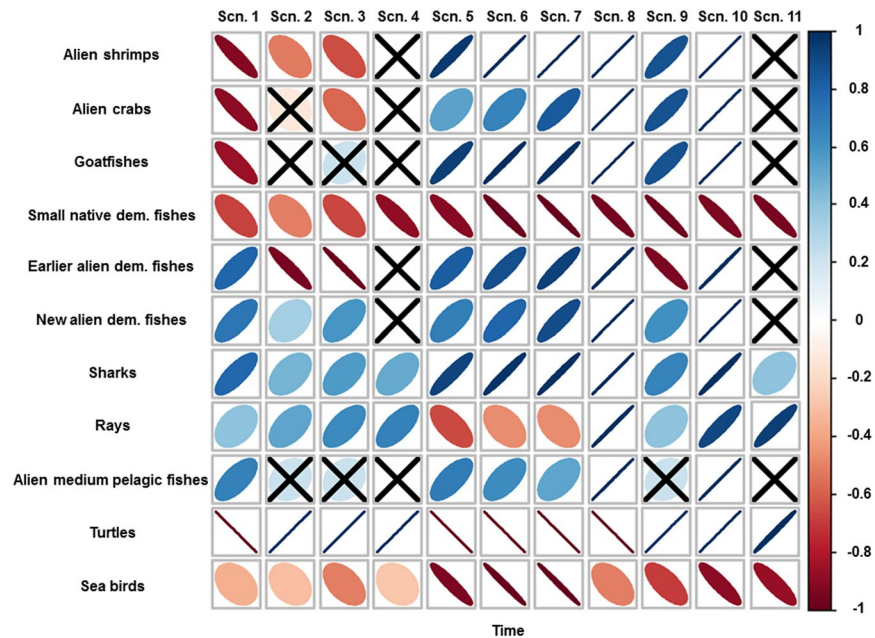 Scn. 1 Scn. 2 Scn. 3 Scn. 4 Scn. 5 Scn. 6 Scn. 7 Scn. 8 Scn. 9 Scn. 10 Scn. 11
Alien shrimps
Alien crabs
Goatfishes
Small native dem. fishes
Earlier alien dem. fishes
New alien dem. fishes
Sharks
Rays
Alien medium pelagic fishes
Turtles
Sea birds
Time
1
0.8
0.6
0.4
0.2
0
-0.2
-0.4
-0.6
-0.8
-1